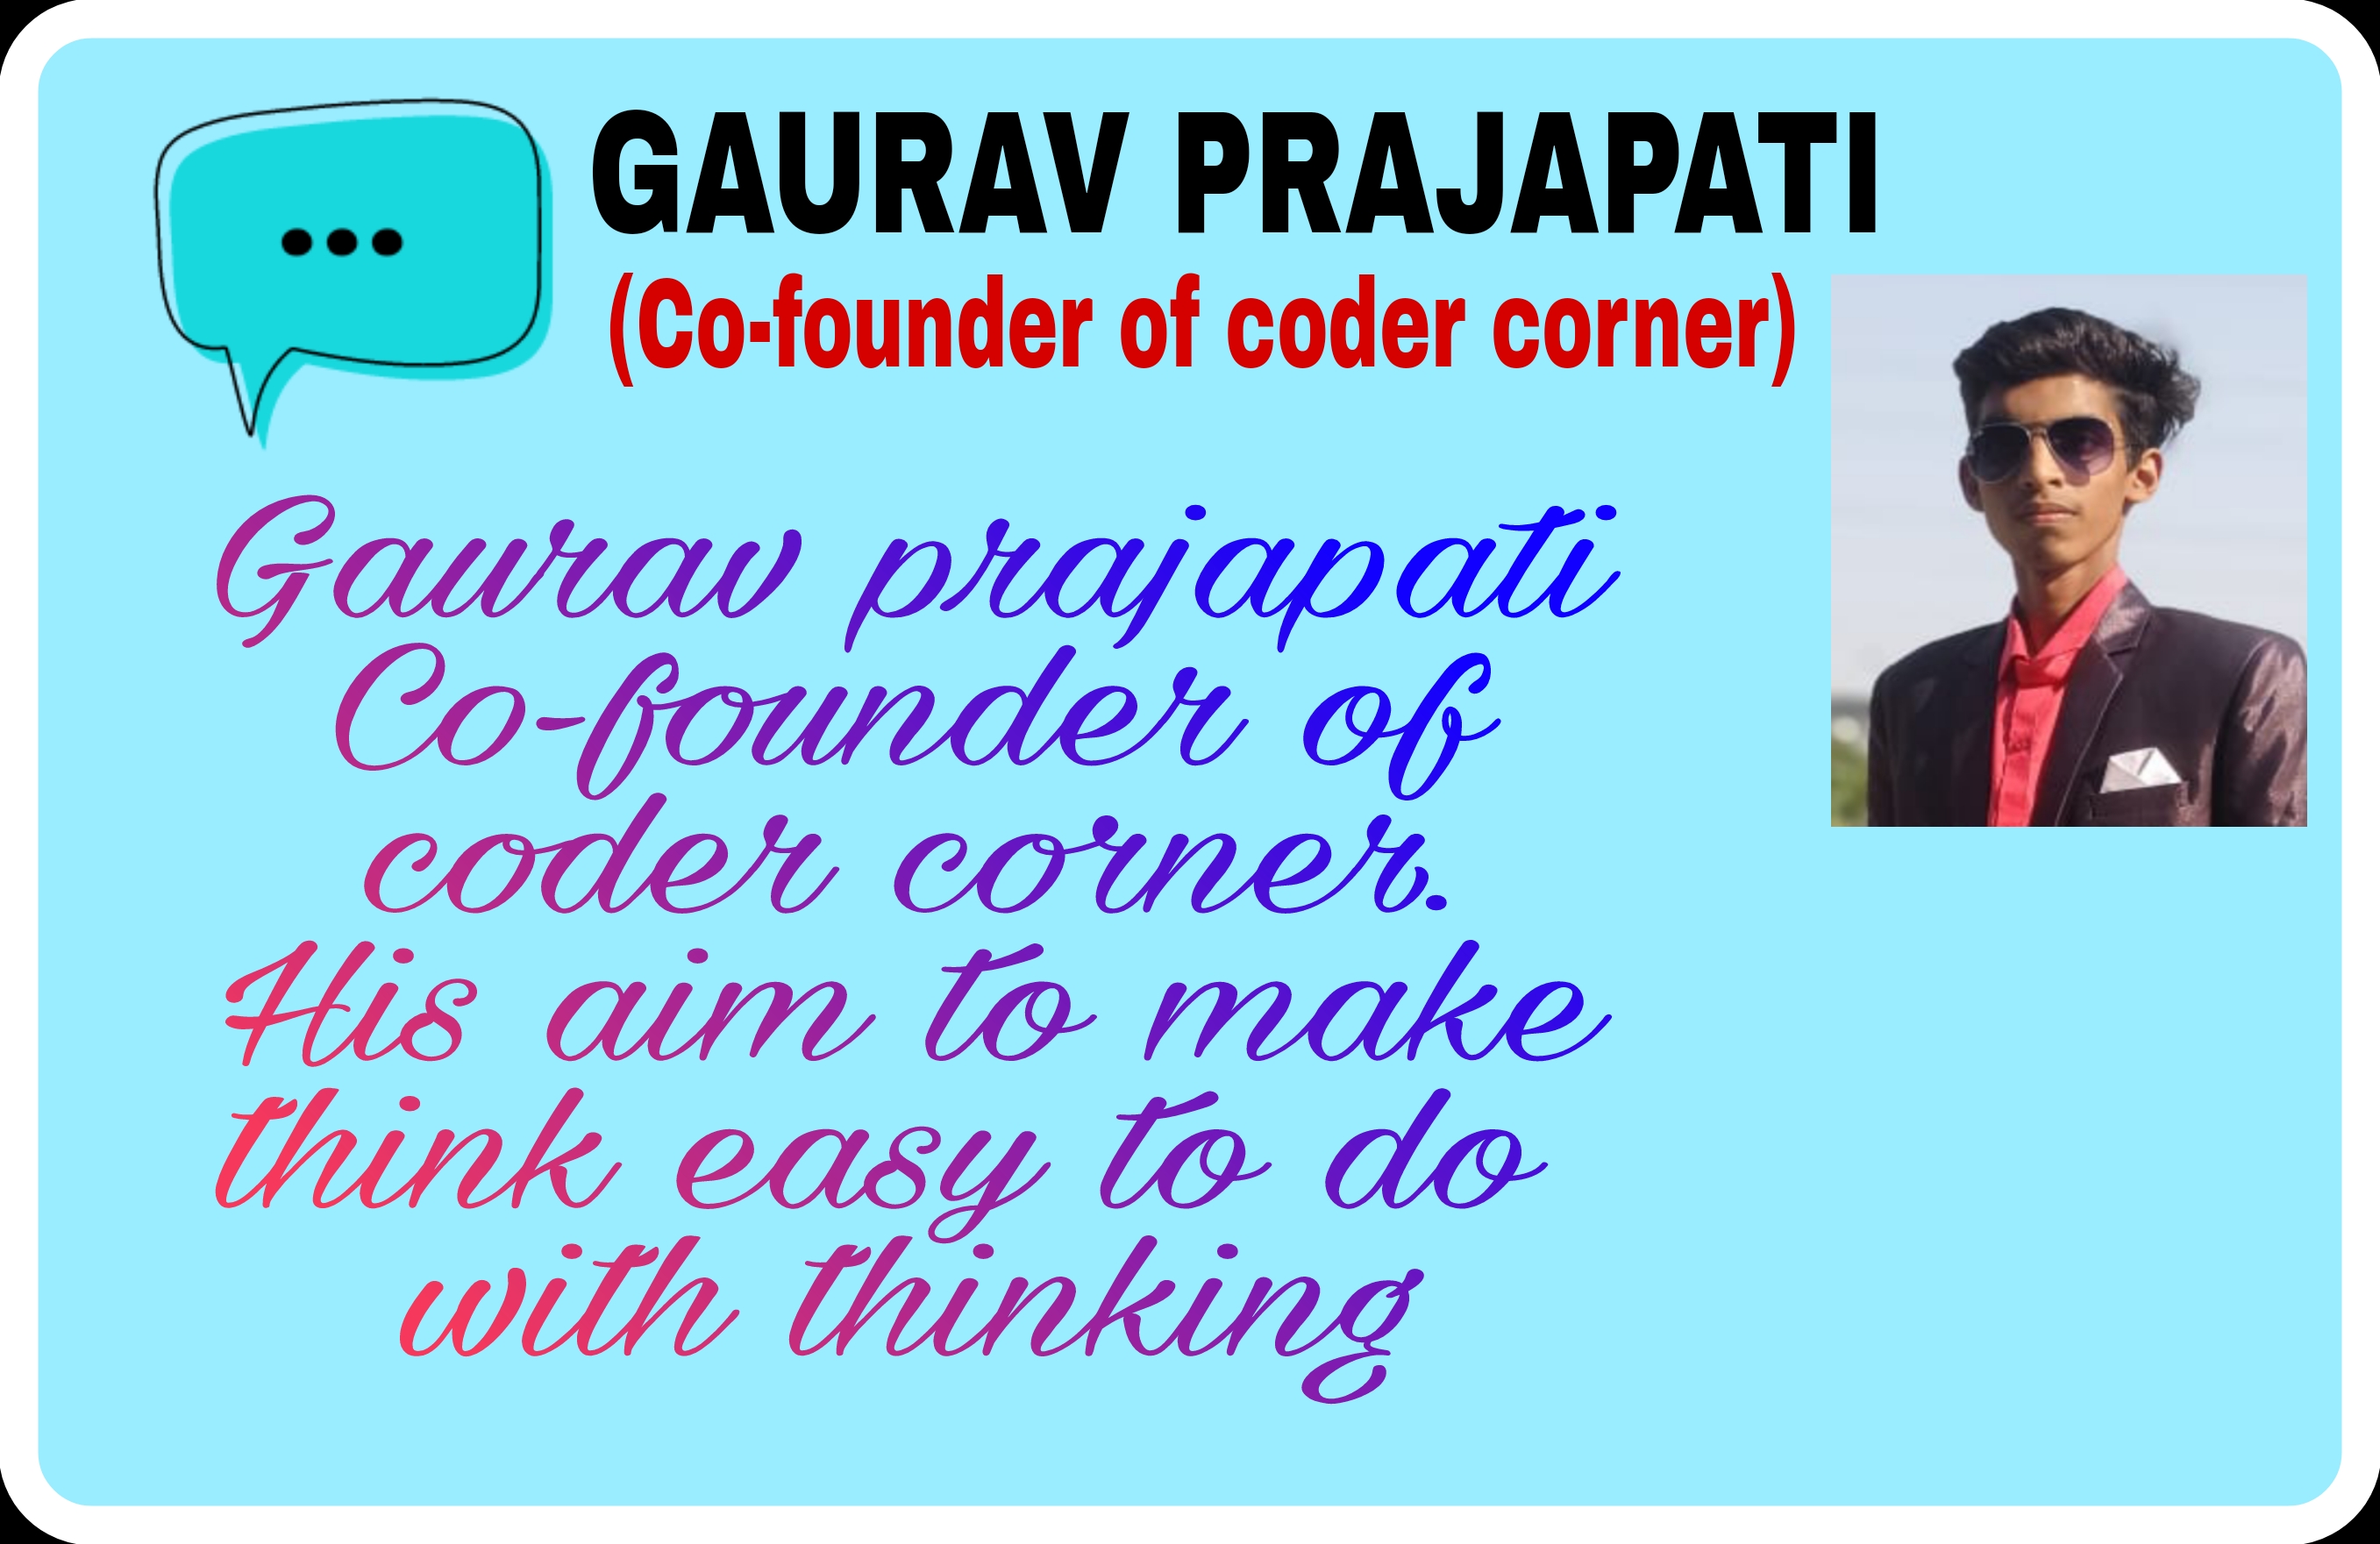 GAURAV PRAJAPATI
(Co-founder of coder corner)
Gaurav prajapati
Co-founder of
coder corner.
His aim to make
think easy to do
with thinking